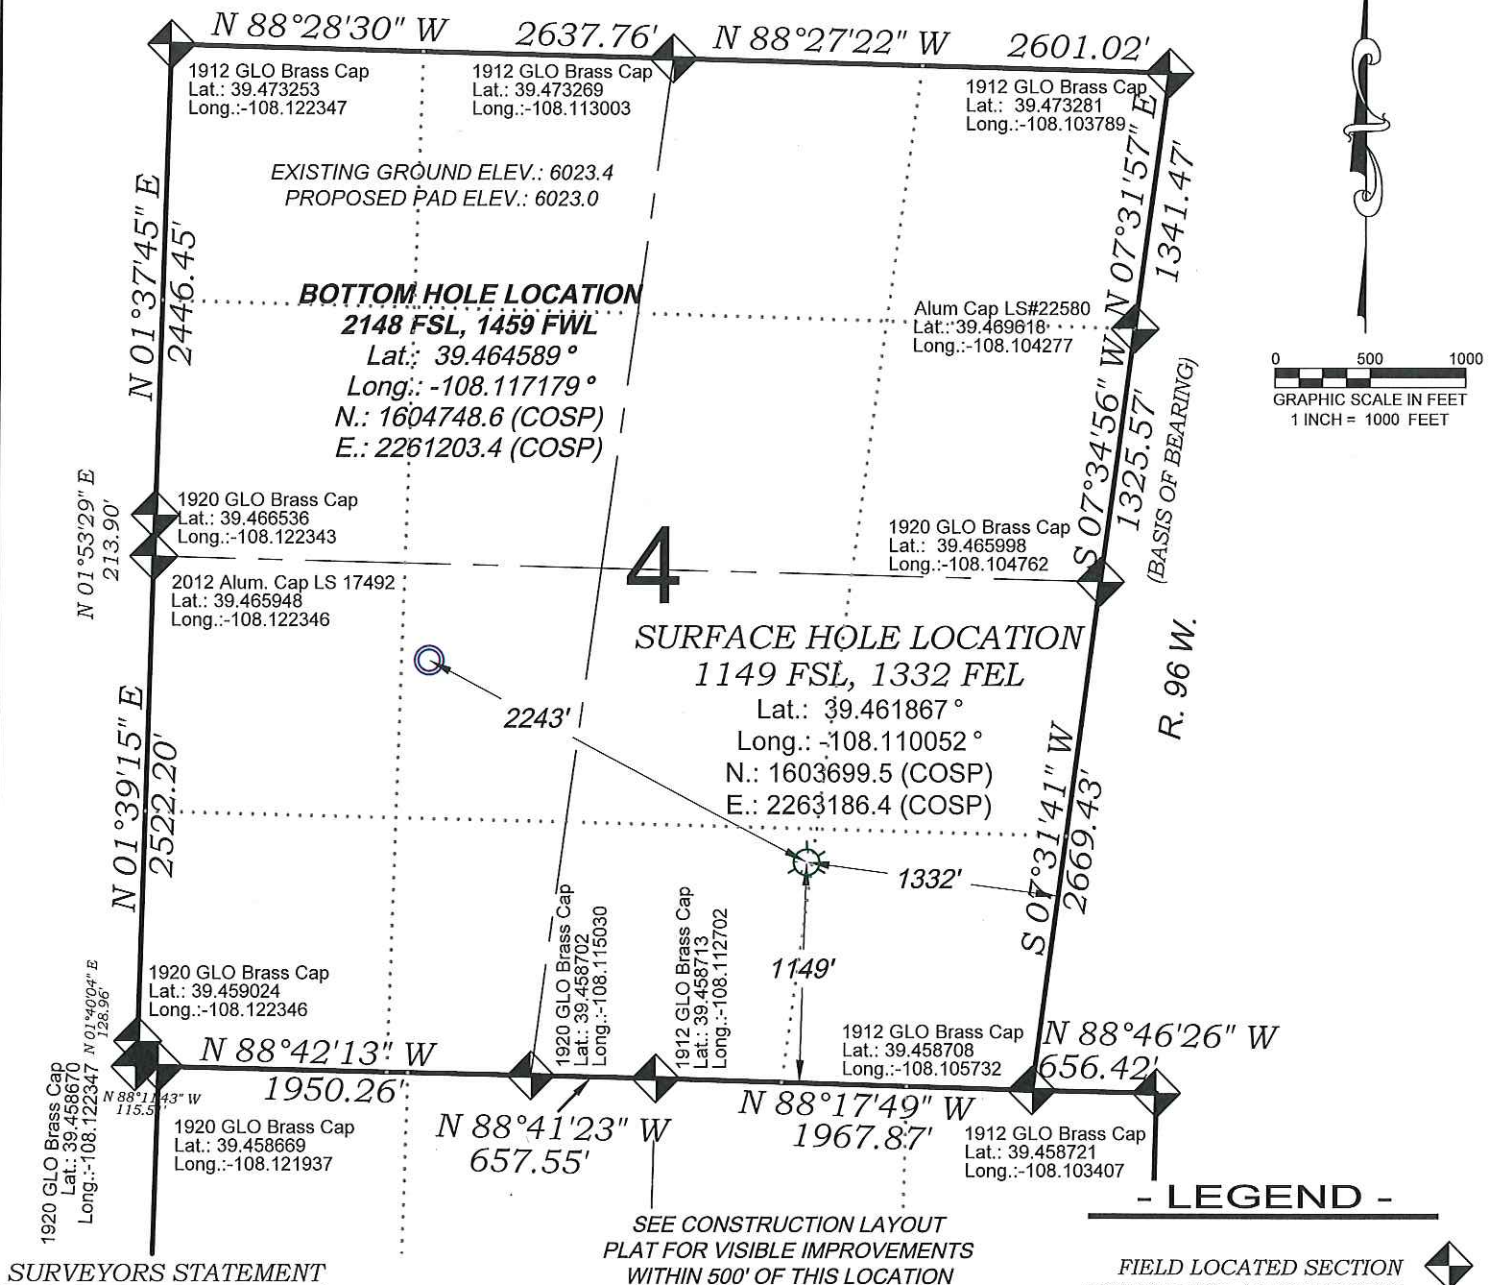 N 88°28'30" W 2637.76' N 88°27'22" W 2601.02'
1912 GLO Brass Cap
Lat.: 39.473253
Long.:-108.122347
1912 GLO Brass Cap
Lat.: 39.473269
Long.:-108.113003
1912 GLO Brass Cap
Lat.: 39.473281
Long.:-108.103789
EXISTING GROUND ELEV.: 6023.4
PROPOSED PAD ELEV.: 6023.0
N 01°37'45" E
2446.45'
N 07°31'57" E
1341.47'
0 500 1000
GRAPHIC SCALE IN FEET
1 INCH = 1000 FEET
BOTTOM HOLE LOCATION
2148 FSL, 1459 FWL
Lat.: 39.464589°
Long.: -108.117179°
N.: 1604748.6 (COSP)
E.: 2261203.4 (COSP)
Alum Cap LS#22580
Lat.: 39.469618
Long.:-108.104277
S 07°34'56" W
1325.57'
(BASIS OF BEARING)
N 01°53'29" E
213.90'
1920 GLO Brass Cap
Lat.: 39.466536
Long.:-108.122343
2012 Alum. Cap LS 17492
Lat.: 39.465948
Long.:-108.122346
4
1920 GLO Brass Cap
Lat.: 39.465998
Long.:-108.104762
SURFACE HOLE LOCATION
1149 FSL, 1332 FEL
Lat.: 39.461867°
Long.: -108.110052°
N.: 1603699.5 (COSP)
E.: 2263186.4 (COSP)
R. 96 W.
2243'
N 01°39'15" E
2522.20'
S 07°31'41" W
2669.43'
1332'
1149'
1920 GLO Brass Cap
Lat.: 39.458702
Long.:-108.115030
1912 GLO Brass Cap
Lat.: 39.458713
Long.:-108.112702
1920 GLO Brass Cap
Lat.: 39.459024
Long.:-108.122346
N 01°40'04" E
128.96'
1912 GLO Brass Cap
Lat.: 39.458708
Long.:-108.105732
N 88°46'26" W
656.42'
N 88°42'13" W
1950.26'
N 88°11'43" W
1920 GLO Brass Cap
Lat.: 39.458670
Long.:-108.122347
1920 GLO Brass Cap
Lat.: 39.458669
Long.:-108.121937
N 88°41'23" W
657.55'
N 88°17'49" W
1967.87'
1912 GLO Brass Cap
Lat.: 39.458721
Long.:-108.103407
- LEGEND -
SEE CONSTRUCTION LAYOUT
PLAT FOR VISIBLE IMPROVEMENTS
WITHIN 500' OF THIS LOCATION
SURVEYORS STATEMENT
FIELD LOCATED SECTION